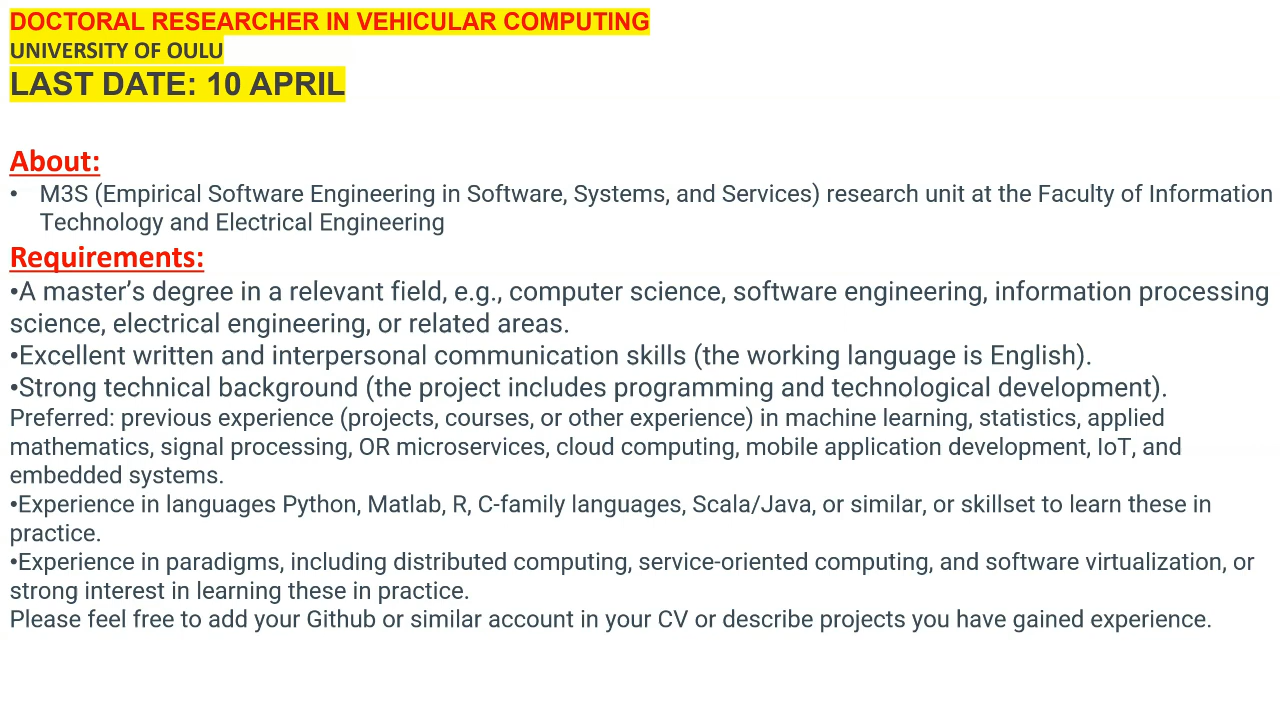 DOCTORAL RESEARCHER IN VEHICULAR COMPUTING
UNIVERSITY OF OULU
LAST DATE: 10 APRIL
About:
• M3S (Empirical Software Engineering in Software, Systems, and Services) research unit at the Faculty of Information
Technology and Electrical Engineering
Requirements:
•A master’s degree in a relevant field, e.g., computer science, software engineering, information processing
science, electrical engineering, or related areas.
•Excellent written and interpersonal communication skills (the working language is English).
•Strong technical background (the project includes programming and technological development).
Preferred: previous experience (projects, courses, or other experience) in machine learning, statistics, applied
mathematics, signal processing, OR microservices, cloud computing, mobile application development, IoT, and
embedded systems.
•Experience in languages Python, Matlab, R, C-family languages, Scala/Java, or similar, or skillset to learn these in
practice.
•Experience in paradigms, including distributed computing, service-oriented computing, and software virtualization, or
strong interest in learning these in practice.
Please feel free to add your Github or similar account in your CV or describe projects you have gained experience.